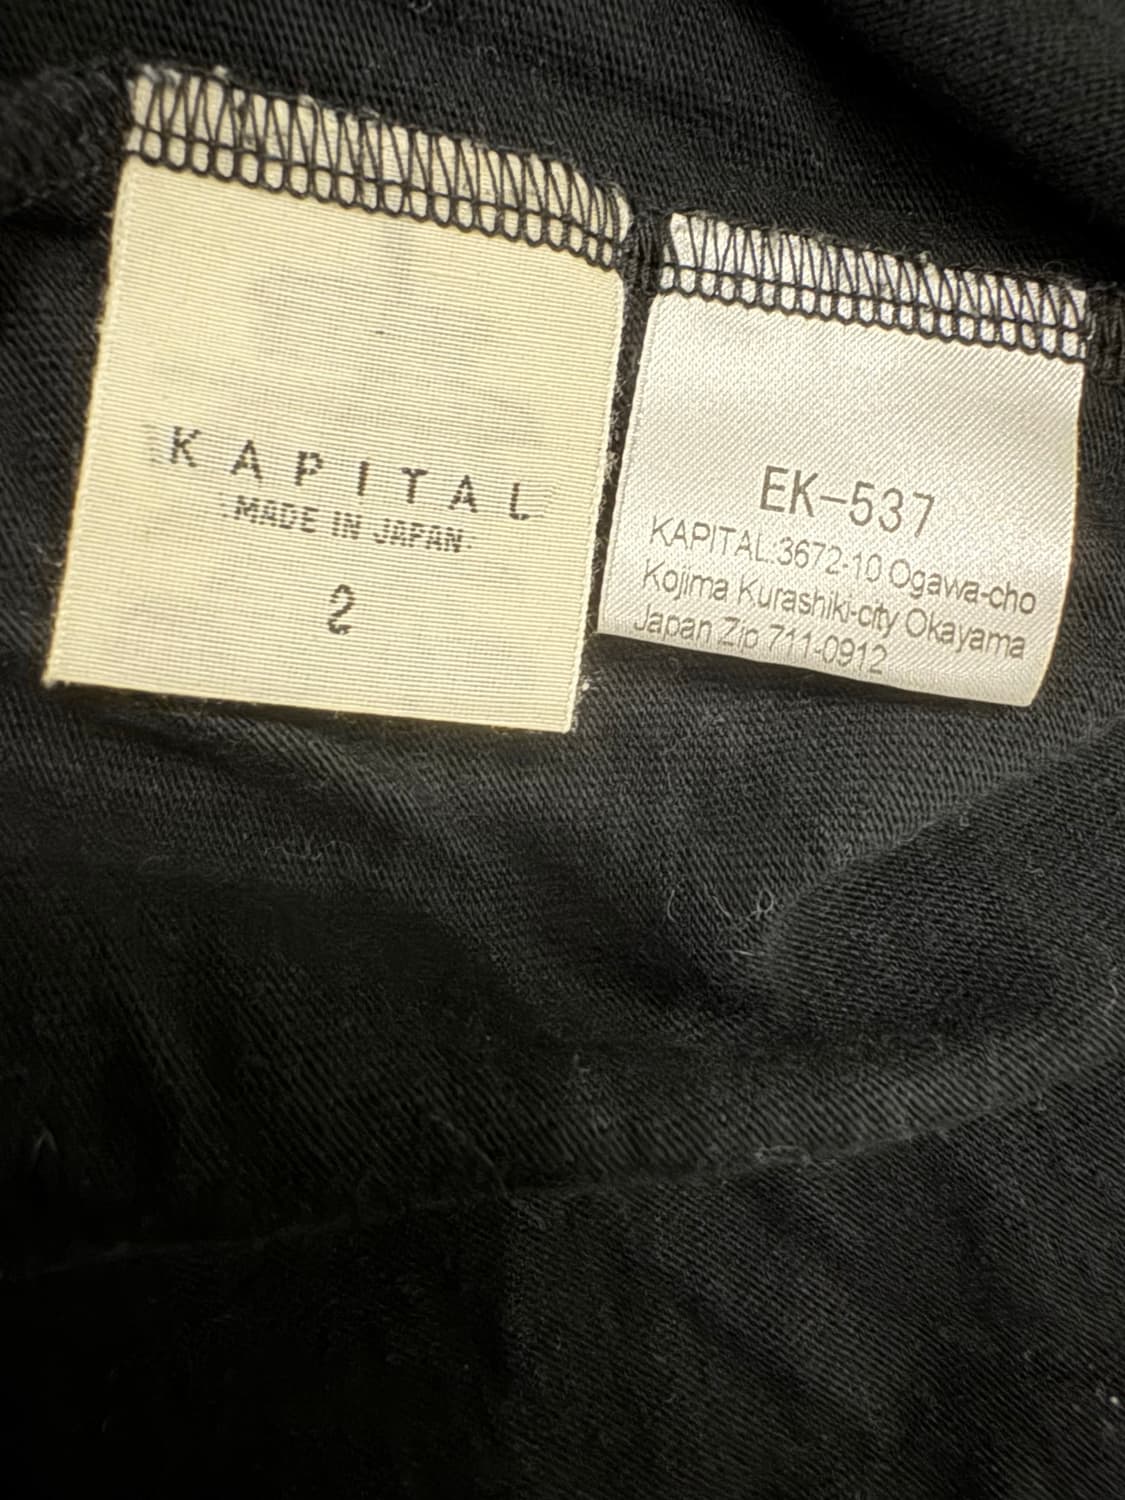 KAPITAL
MADE IN JAPAN
2
EK-537
KAPITAL.3672-10 Ogawa-cho
Kojima Kurashiki-city Okayama
Japan Zip 711-0912